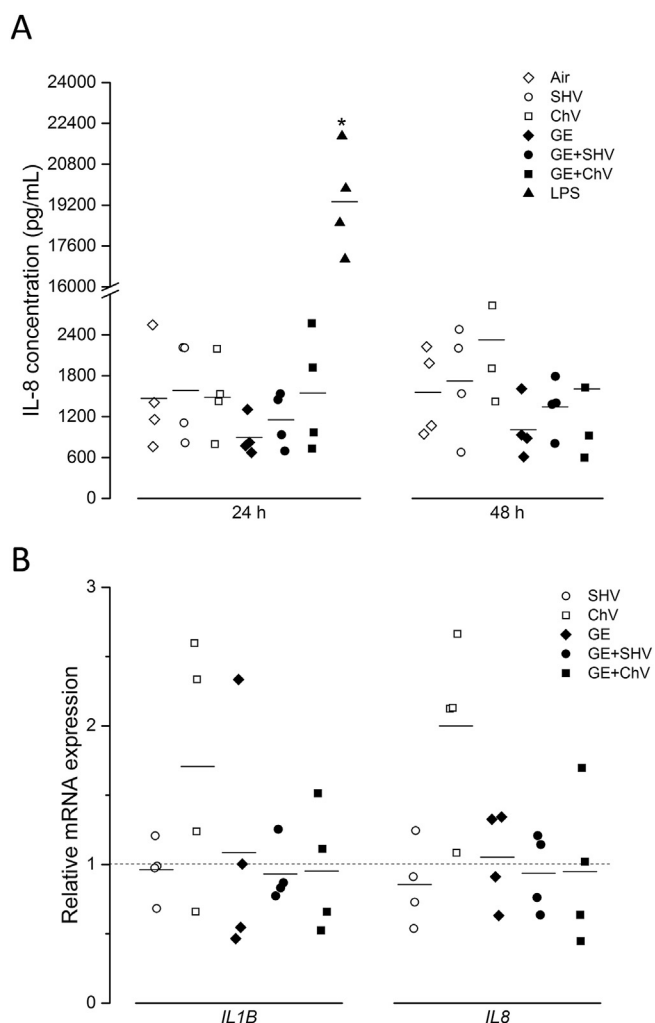 A
IL-8 concentration (pg/mL)
24000
22400
20800
19200
17600
16000
2400
1800
1200
600
0
*
Air
SHV
ChV
GE
GE+SHV
GE+ChV
LPS
24 h
48 h
B
Relative mRNA expression
3
2
1
0
SHV
ChV
GE
GE+SHV
GE+ChV
IL1B
IL8